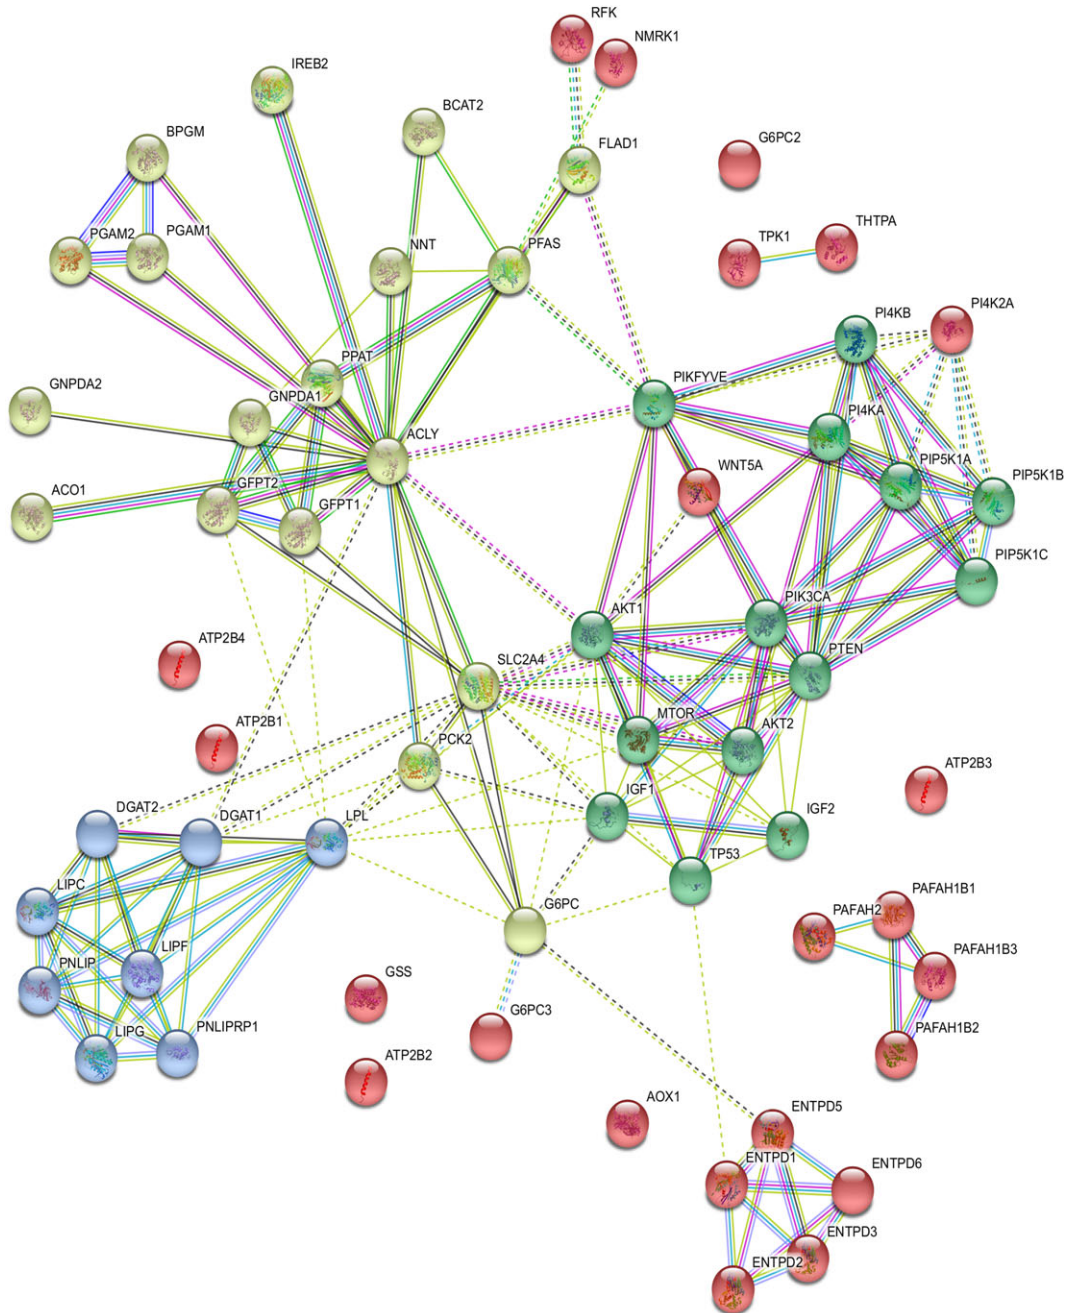 RFK
NMRK1
IREB2
BCAT2
BPGM
FLAD1
G6PC2
THTPA
PGAM2
PGAM1
NNT
PFAS
TPK1
PI4KB
PI4K2A
PPAT
GNPDA2
GNPDA1
PIKFYVE
ACLY
PI4KA
WNT5A
PIP5K1A
PIP5K1B
ACO1
GFPT2
GFPT1
PIP5K1C
AKT1
PIK3CA
ATP2B4
SLC2A4
PTEN
ATP2B1
PCK2
MTOR
AKT2
ATP2B3
DGAT2
DGAT1
LPL
IGF1
IGF2
TP53
LIPC
G6PC
PAFAH1B1
PAFAH2
LIPF
PNLIP
PAFAH1B3
GSS
G6PC3
LIPG
PNLIPRP1
PAFAH1B2
ATP2B2
AOX1
ENTPD5
ENTPD1
ENTPD6
ENTPD3
ENTPD2